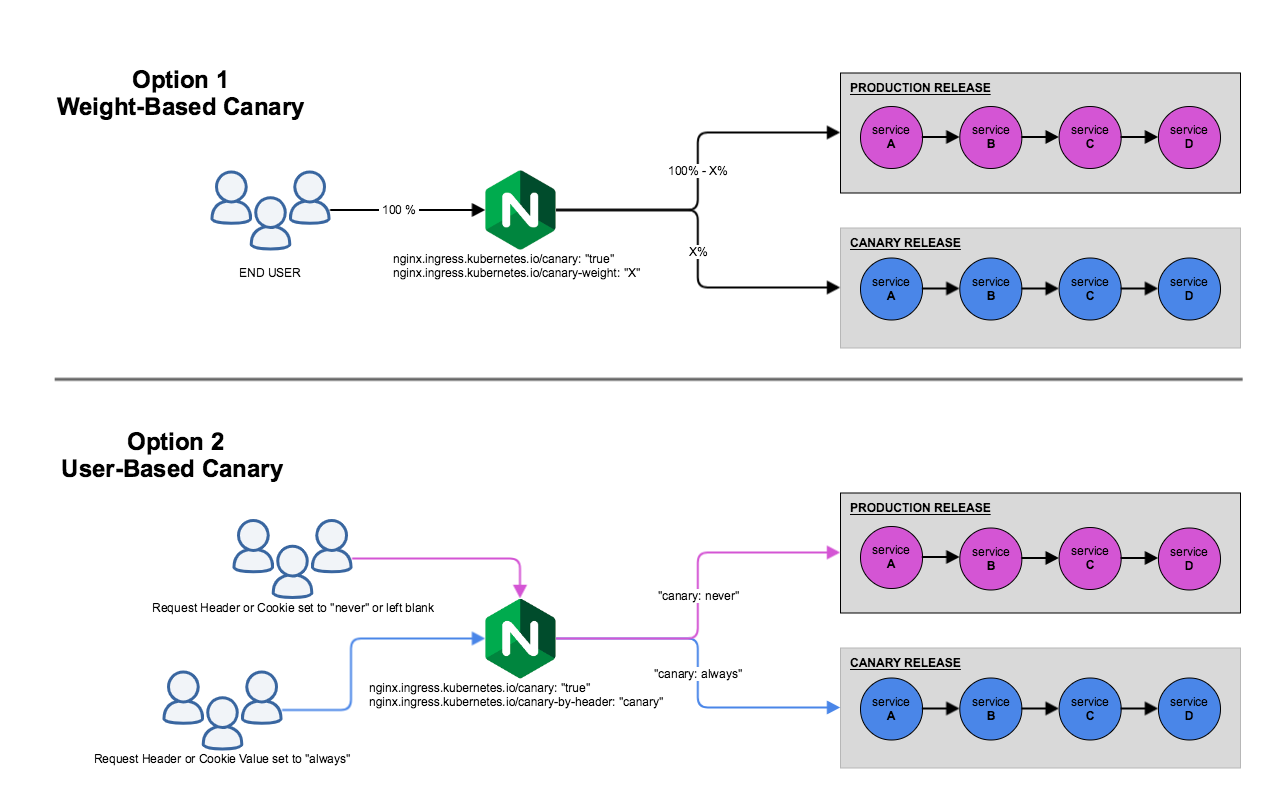 Option 1
Weight-Based Canary
END USER
100 %
N
nginx.ingress.kubernetes.io/canary: "true"
nginx.ingress.kubernetes.io/canary-weight: "X"
100% - X%
X%
PRODUCTION RELEASE
service
A
service
B
service
C
service
D
CANARY RELEASE
service
A
service
B
service
C
service
D
Option 2
User-Based Canary
Request Header or Cookie set to "never" or left blank
Request Header or Cookie Value set to "always"
N
nginx.ingress.kubernetes.io/canary: "true"
nginx.ingress.kubernetes.io/canary-by-header: "canary"
"canary: never"
"canary: always"
PRODUCTION RELEASE
service
A
service
B
service
C
service
D
CANARY RELEASE
service
A
service
B
service
C
service
D